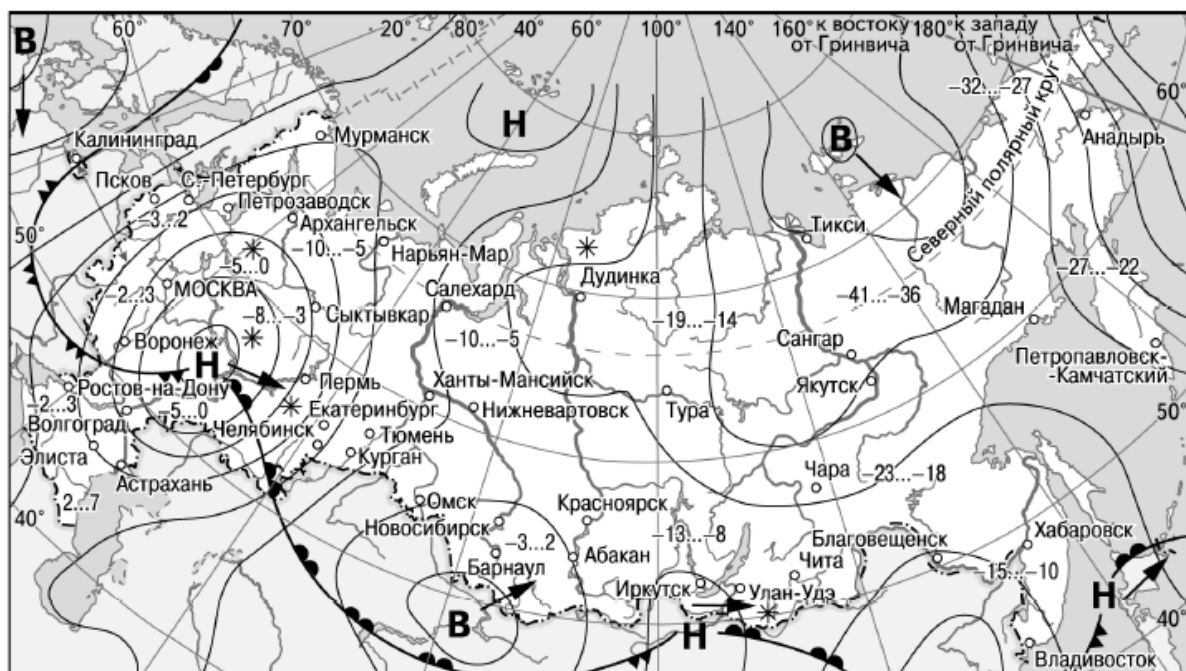 60° 70° 20° 80° 40° 60° 100° 140° 160° к востоку 180° к западу
от Гринвича от Гринвича
В
Н
В
-32...-27
60°
Северный полярный круг
Анадырь
Калининград
Мурманск
Псков
С.-Петербург
Петрозаводск
-3...2
Архангельск
-10...-5
50°
Нарьян-Мар
Тикси
-5...0
-2...3
МОСКВА
Салехард
Дудинка
-27...-22
-41...-36
-8...-3
Сыктывкар
-10...-5
-19...-14
Магадан
Воронеж
Сангар
Н
Петропавловск-
-Камчатский
Ростов-на-Дону
Пермь
Ханты-Мансийск
Якутск
-2...3
-5...0
Екатеринбург
Нижневартовск
Тура
50°
Волгоград
Челябинск
Тюмень
Элиста
Курган
Астрахань
Чара
-23...-18
2...7
40°
Омск
Красноярск
Новосибирск
-3...2
-13...-8
Благовещенск
Хабаровск
Барнаул
Абакан
Чита
-15...-10
Иркутск
Улан-Удэ
В
Н
Н
40°
Владивосток